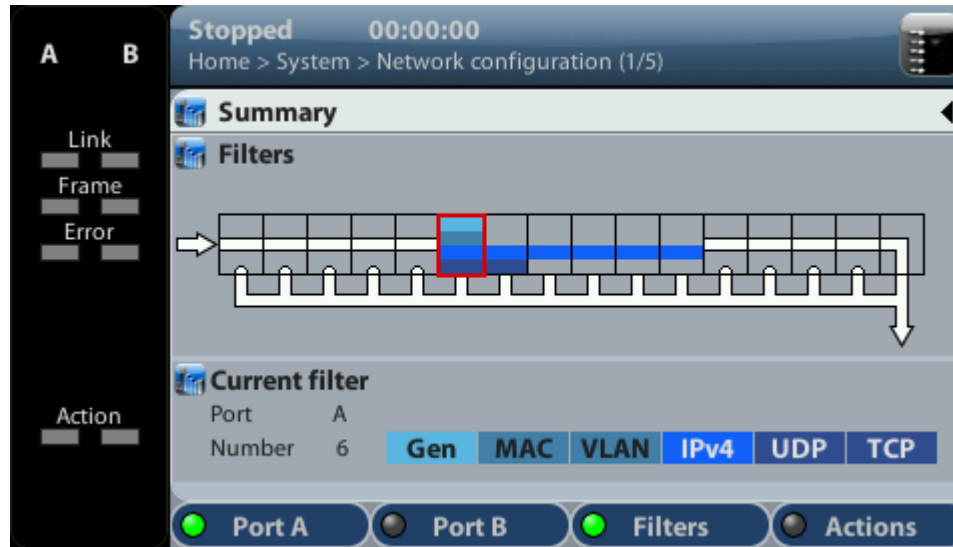 A B
Link
Frame
Error
Action
Stopped 00:00:00
Home > System > Network configuration (1/5)
Summary
Filters
Current filter
Port A
Number 6 Gen MAC VLAN IPv4 UDP TCP
Port A Port B Filters Actions